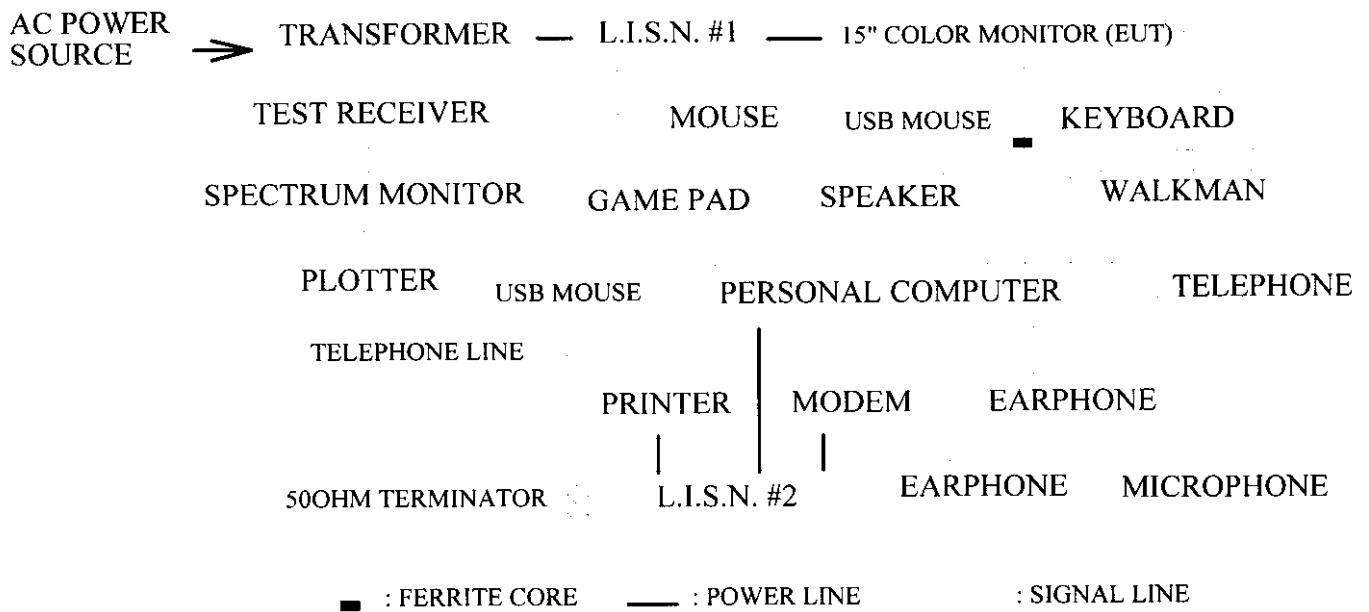 AC POWER
SOURCE
TRANSFORMER
L.I.S.N. #1
15" COLOR MONITOR (EUT)
TEST RECEIVER
MOUSE
USB MOUSE
KEYBOARD
SPECTRUM MONITOR
GAME PAD
SPEAKER
WALKMAN
PLOTTER
USB MOUSE
PERSONAL COMPUTER
TELEPHONE
TELEPHONE LINE
PRINTER
MODEM
EARPHONE
50OHM TERMINATOR
L.I.S.N. #2
EARPHONE
MICROPHONE
: FERRITE CORE
: POWER LINE
: SIGNAL LINE